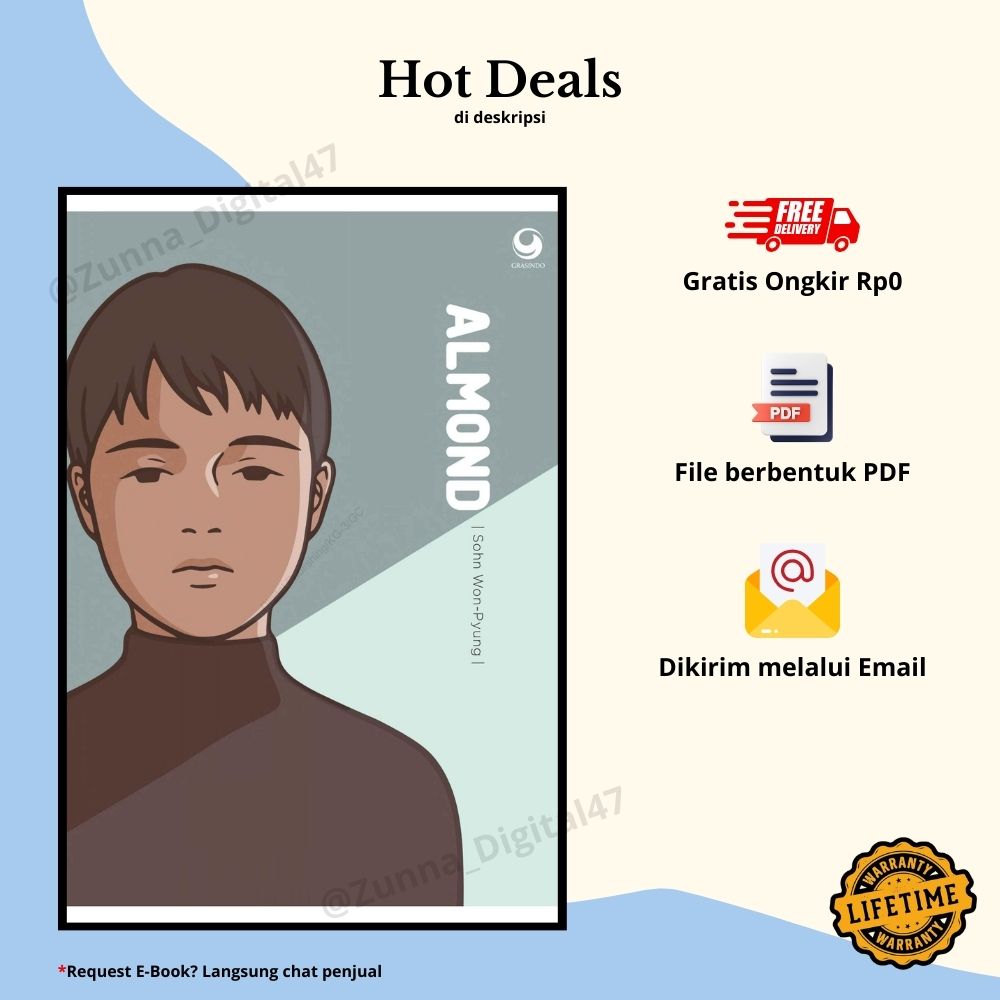 Hot Deals
di deskripsi
@Zunna_Digital47
GRASINDO
ALMOND
| Sohn Won-Pyung |
@Zunna_Digital47
FREE
DELIVERY
Gratis Ongkir Rp0
PDF
File berbentuk PDF
@
Dikirim melalui Email
WARRANTY
LIFETIME
WARRANTY
*Request E-Book? Langsung chat penjual